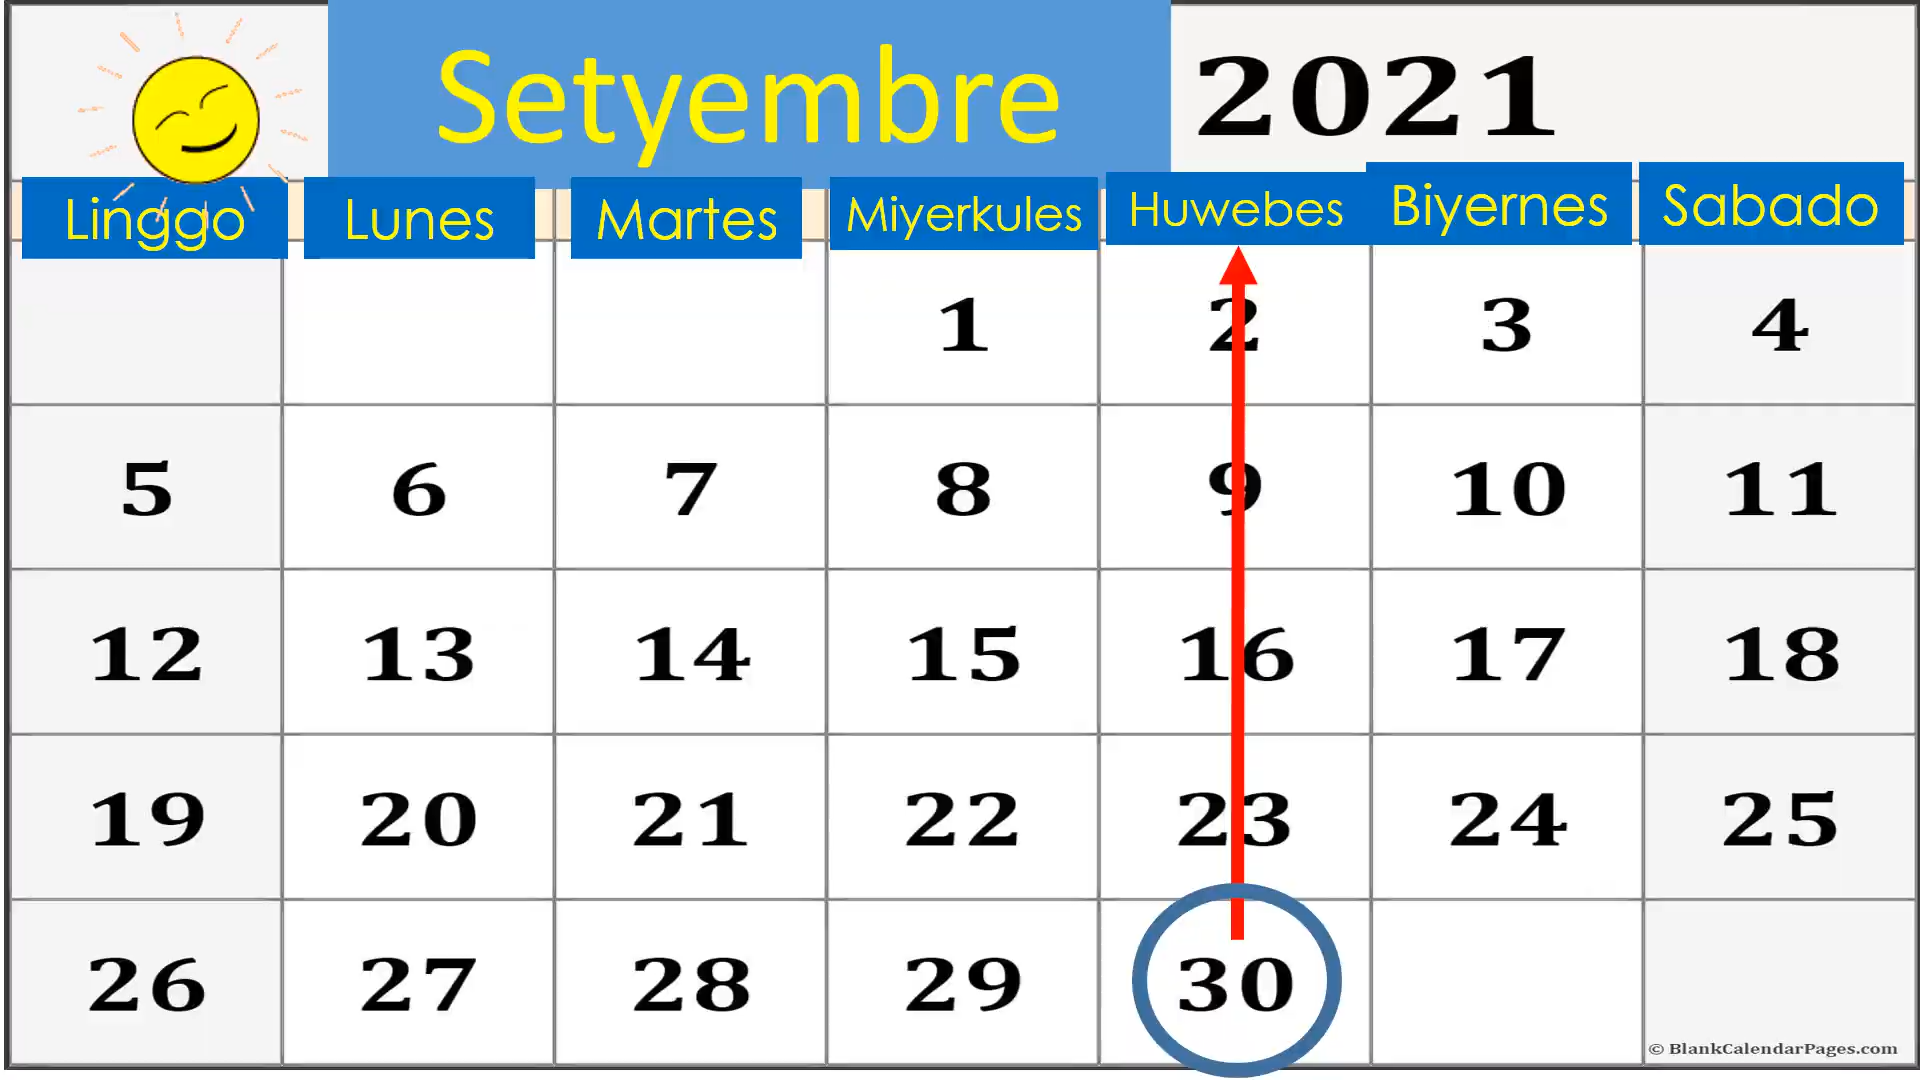 Setyembre 2021
Linggo Lunes Martes Miyerkules Huwebes Biyernes Sabado
1 2 3 4
5 6 7 8 9 10 11
12 13 14 15 16 17 18
19 20 21 22 23 24 25
26 27 28 29 30
© BlankCalendarPages.com